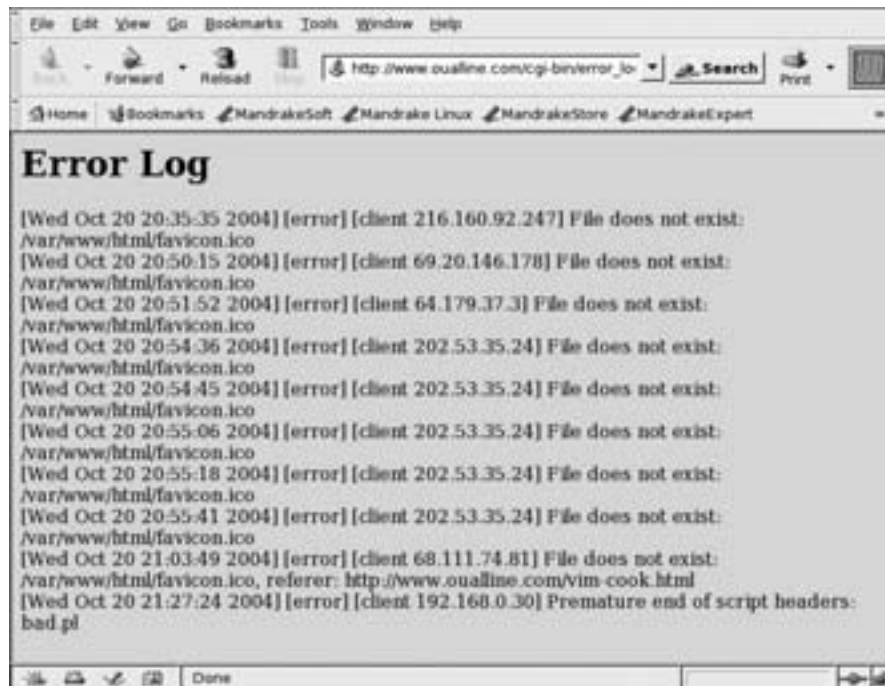 File Edit View Go Bookmarks Tools Window Help
Forward Reload http://www.oualline.com/cgi-bin/error_lo Search Print
Home Bookmarks MandrakeSoft Mandrake Linux MandrakeStore MandrakeExpert
Error Log
[Wed Oct 20 20:35:35 2004] [error] [client 216.160.92.247] File does not exist:
/var/www/html/favicon.ico
[Wed Oct 20 20:50:15 2004] [error] [client 69.20.146.178] File does not exist:
/var/www/html/favicon.ico
[Wed Oct 20 20:51:52 2004] [error] [client 64.179.37.3] File does not exist:
/var/www/html/favicon.ico
[Wed Oct 20 20:54:36 2004] [error] [client 202.53.35.24] File does not exist:
/var/www/html/favicon.ico
[Wed Oct 20 20:54:45 2004] [error] [client 202.53.35.24] File does not exist:
/var/www/html/favicon.ico
[Wed Oct 20 20:55:06 2004] [error] [client 202.53.35.24] File does not exist:
/var/www/html/favicon.ico
[Wed Oct 20 20:55:18 2004] [error] [client 202.53.35.24] File does not exist:
/var/www/html/favicon.ico
[Wed Oct 20 20:55:41 2004] [error] [client 202.53.35.24] File does not exist:
/var/www/html/favicon.ico
[Wed Oct 20 21:03:49 2004] [error] [client 68.111.74.81] File does not exist:
/var/www/html/favicon.ico, referer: http://www.oualline.com/vim-cook.html
[Wed Oct 20 21:27:24 2004] [error] [client 192.168.0.30] Premature end of script headers:
bad.pl
Done